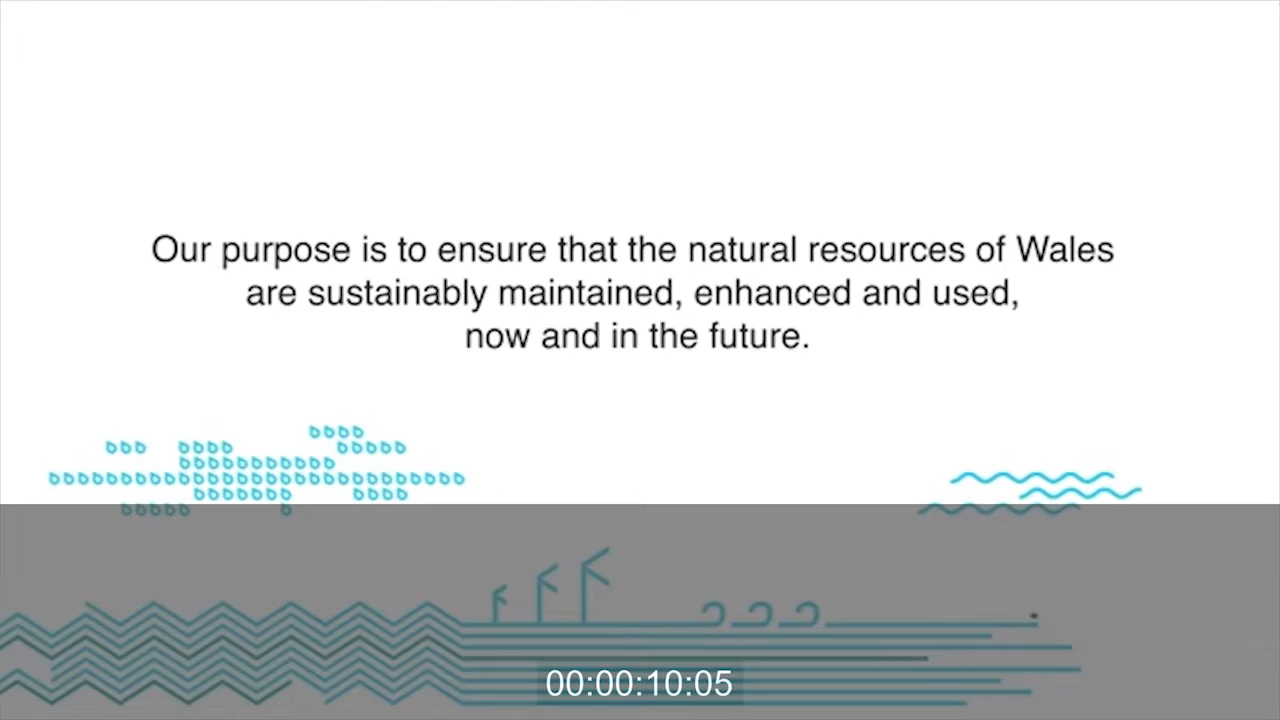 Our purpose is to ensure that the natural resources of Wales
are sustainably maintained, enhanced and used,
now and in the future.
00:00:10:05